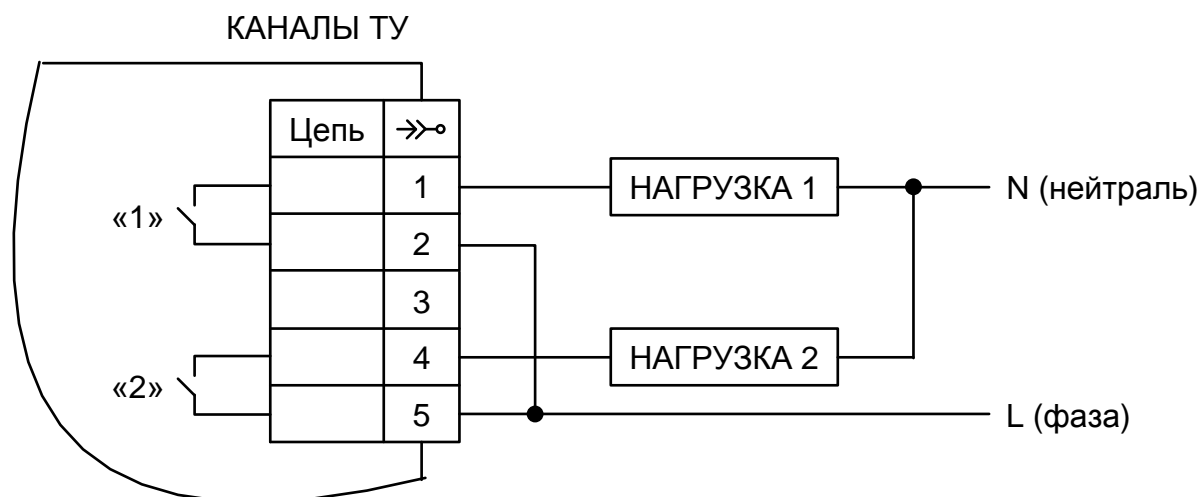 КАНАЛЫ ТУ
Цепь
«1»
1
НАГРУЗКА 1
N (нейтраль)
2
3
«2»
4
НАГРУЗКА 2
5
L (фаза)